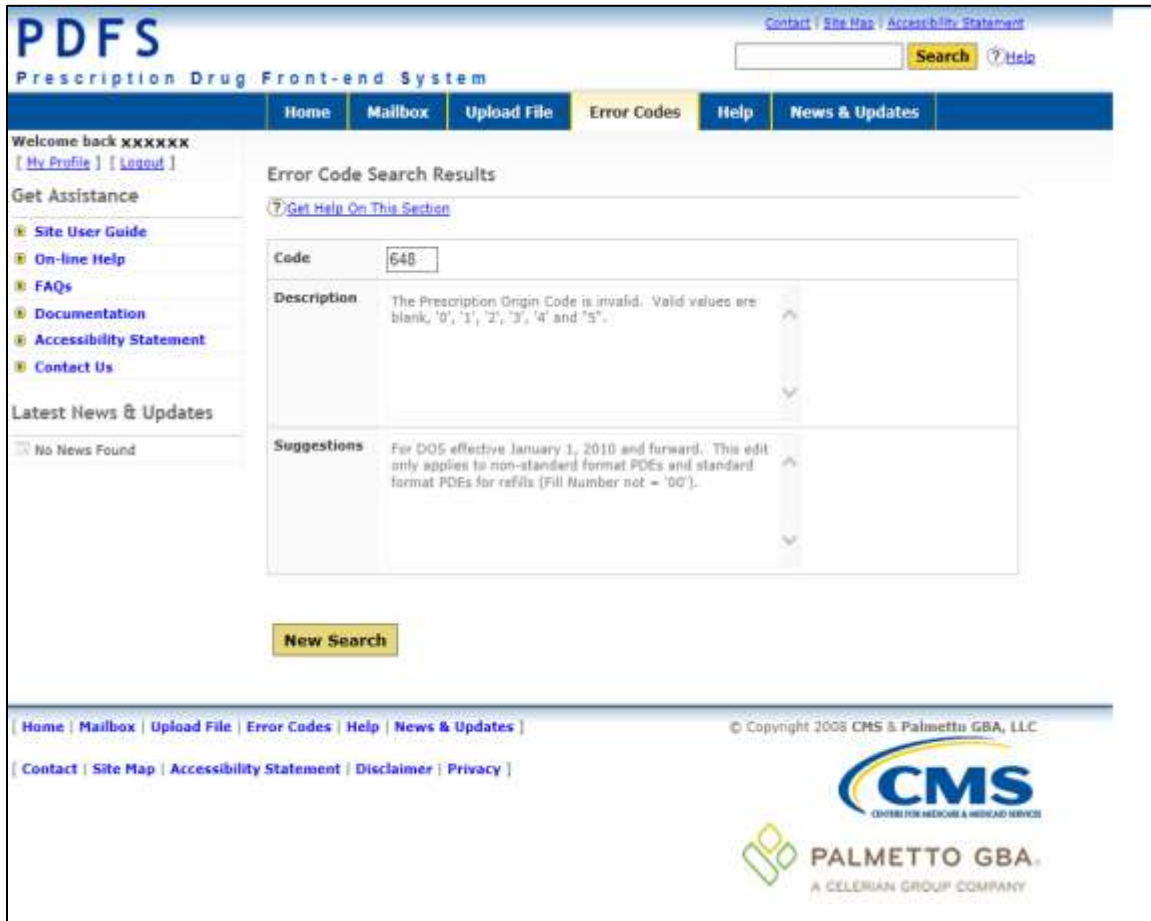 PDFS
Prescription Drug Front-end System
Contact | Site Map | Accessibility Statement
Search ? Help
Home Mailbox Upload File Error Codes Help News & Updates
Welcome back xxxxxx
[ My Profile ] [ Logout ]
Get Assistance
Site User Guide
On-line Help
FAQs
Documentation
Accessibility Statement
Contact Us
Latest News & Updates
No News Found
Error Code Search Results
? Get Help On This Section
Code 648
Description
The Prescription Origin Code is invalid. Valid values are
blank, '0', '1', '2', '3', '4' and "5".
Suggestions
For DOS effective January 1, 2010 and forward. This edit
only applies to non-standard format PDEs and standard
format PDEs for refills (Fill Number not = '00').
New Search
[ Home | Mailbox | Upload File | Error Codes | Help | News & Updates ]
[ Contact | Site Map | Accessibility Statement | Disclaimer | Privacy ]
© Copyright 2008 CMS & Palmetto GBA, LLC
CMS
CENTERS FOR MEDICARE & MEDICAID SERVICES
PALMETTO GBA.
A CELERIAN GROUP COMPANY